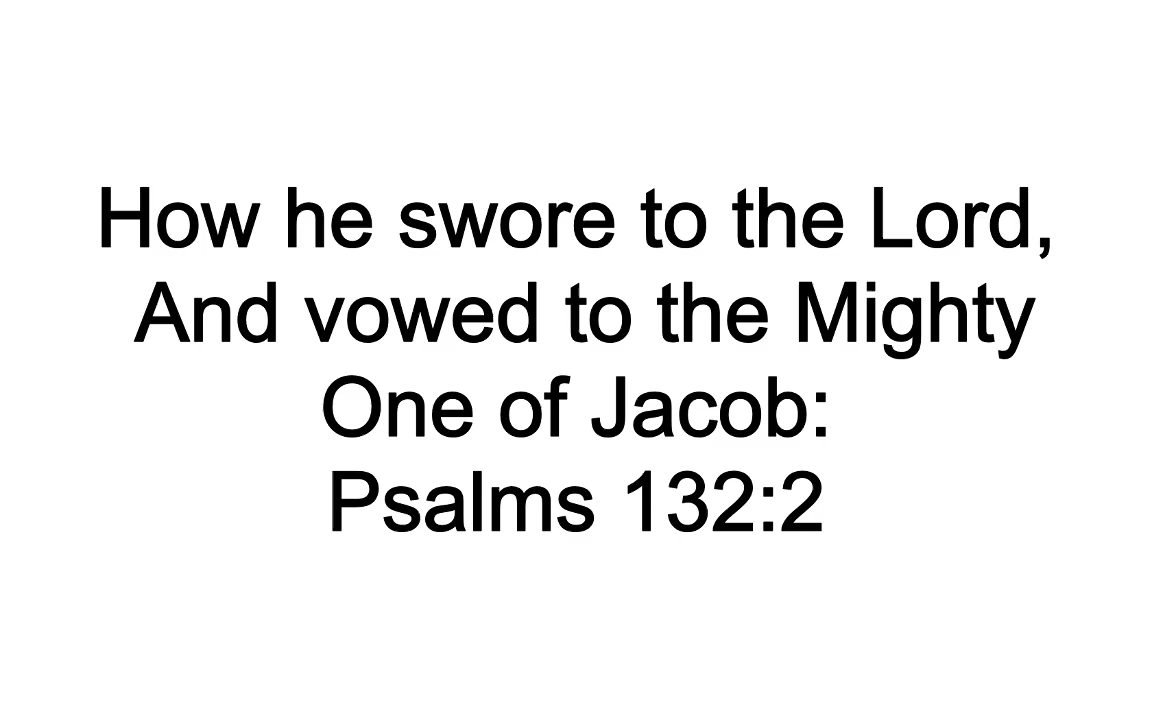 How he swore to the Lord,
And vowed to the Mighty
One of Jacob:
Psalms 132:2